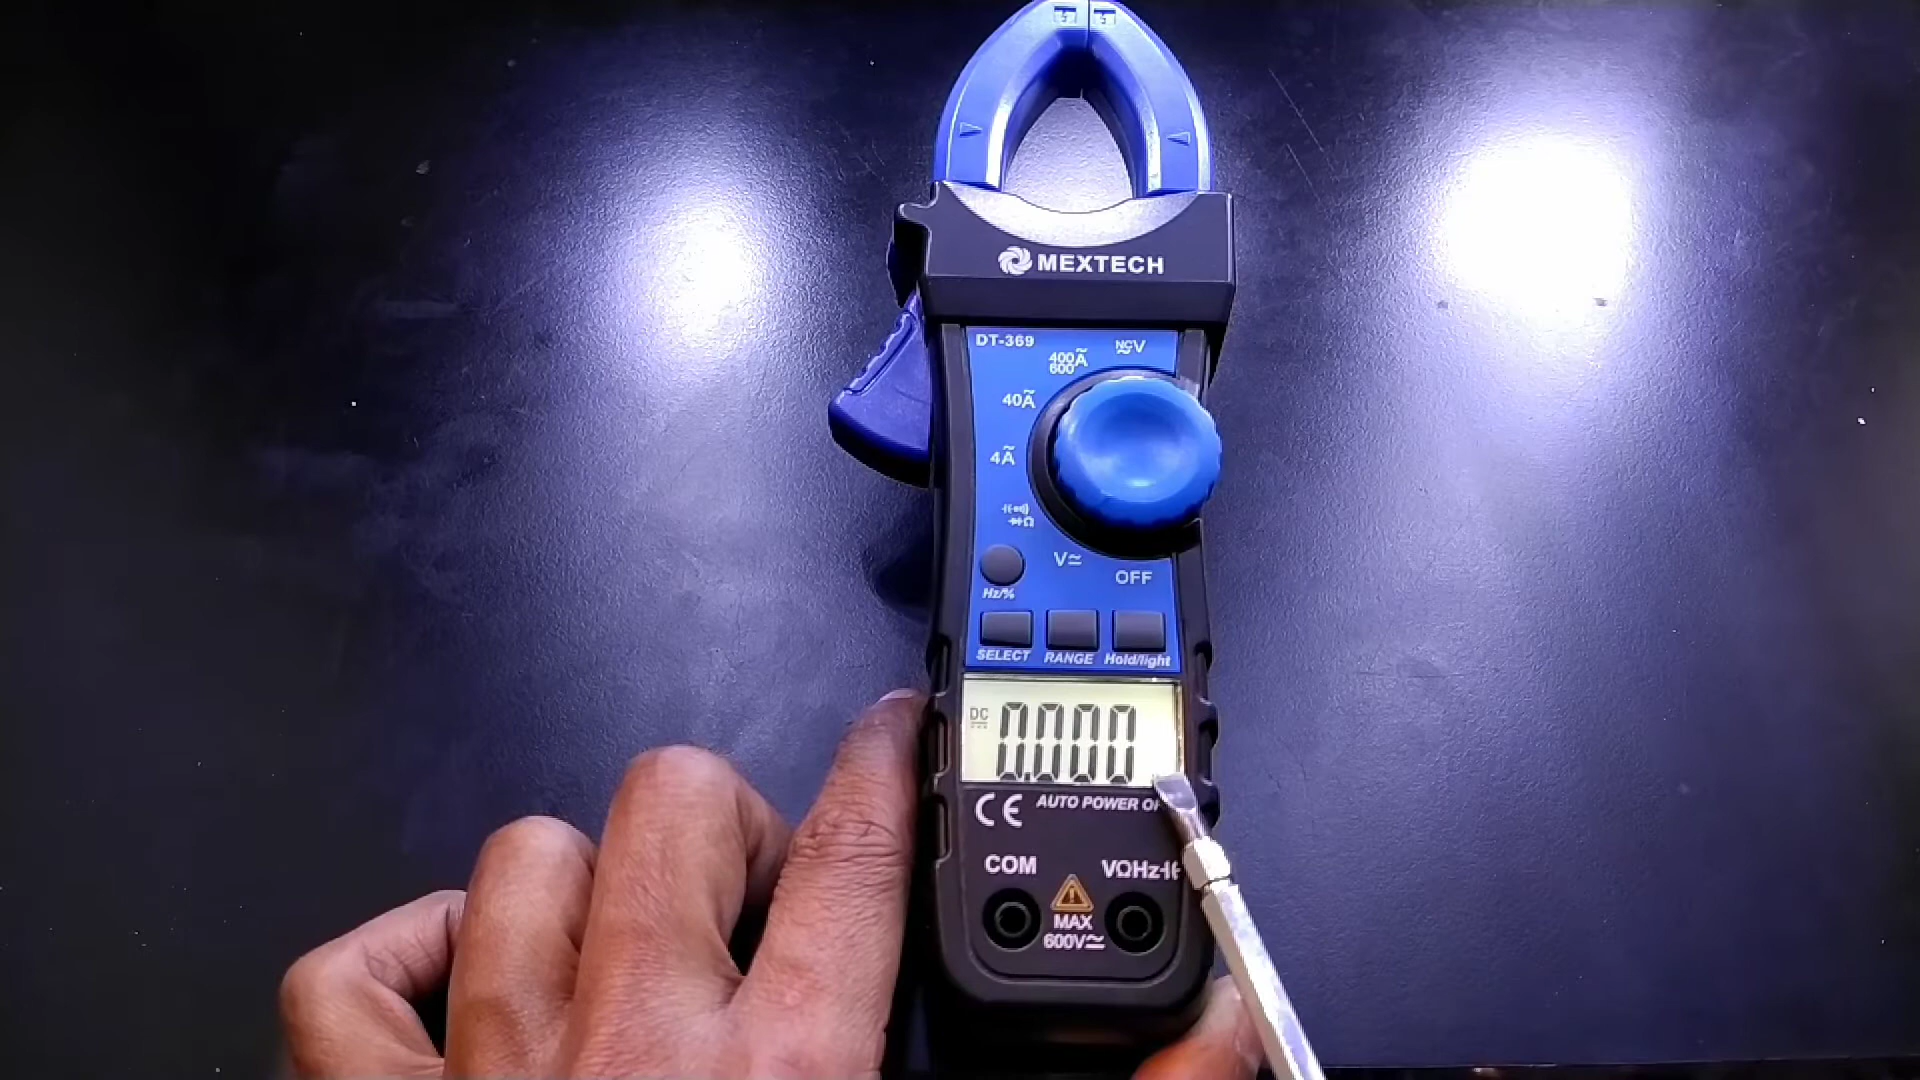 MEXTECH
DT-369
NCV
400A
600
40A
4A
Ω
V
OFF
Hz/%
SELECT RANGE Hold/light
DC
0.000
CE AUTO POWER
COM VΩHz
MAX
600V